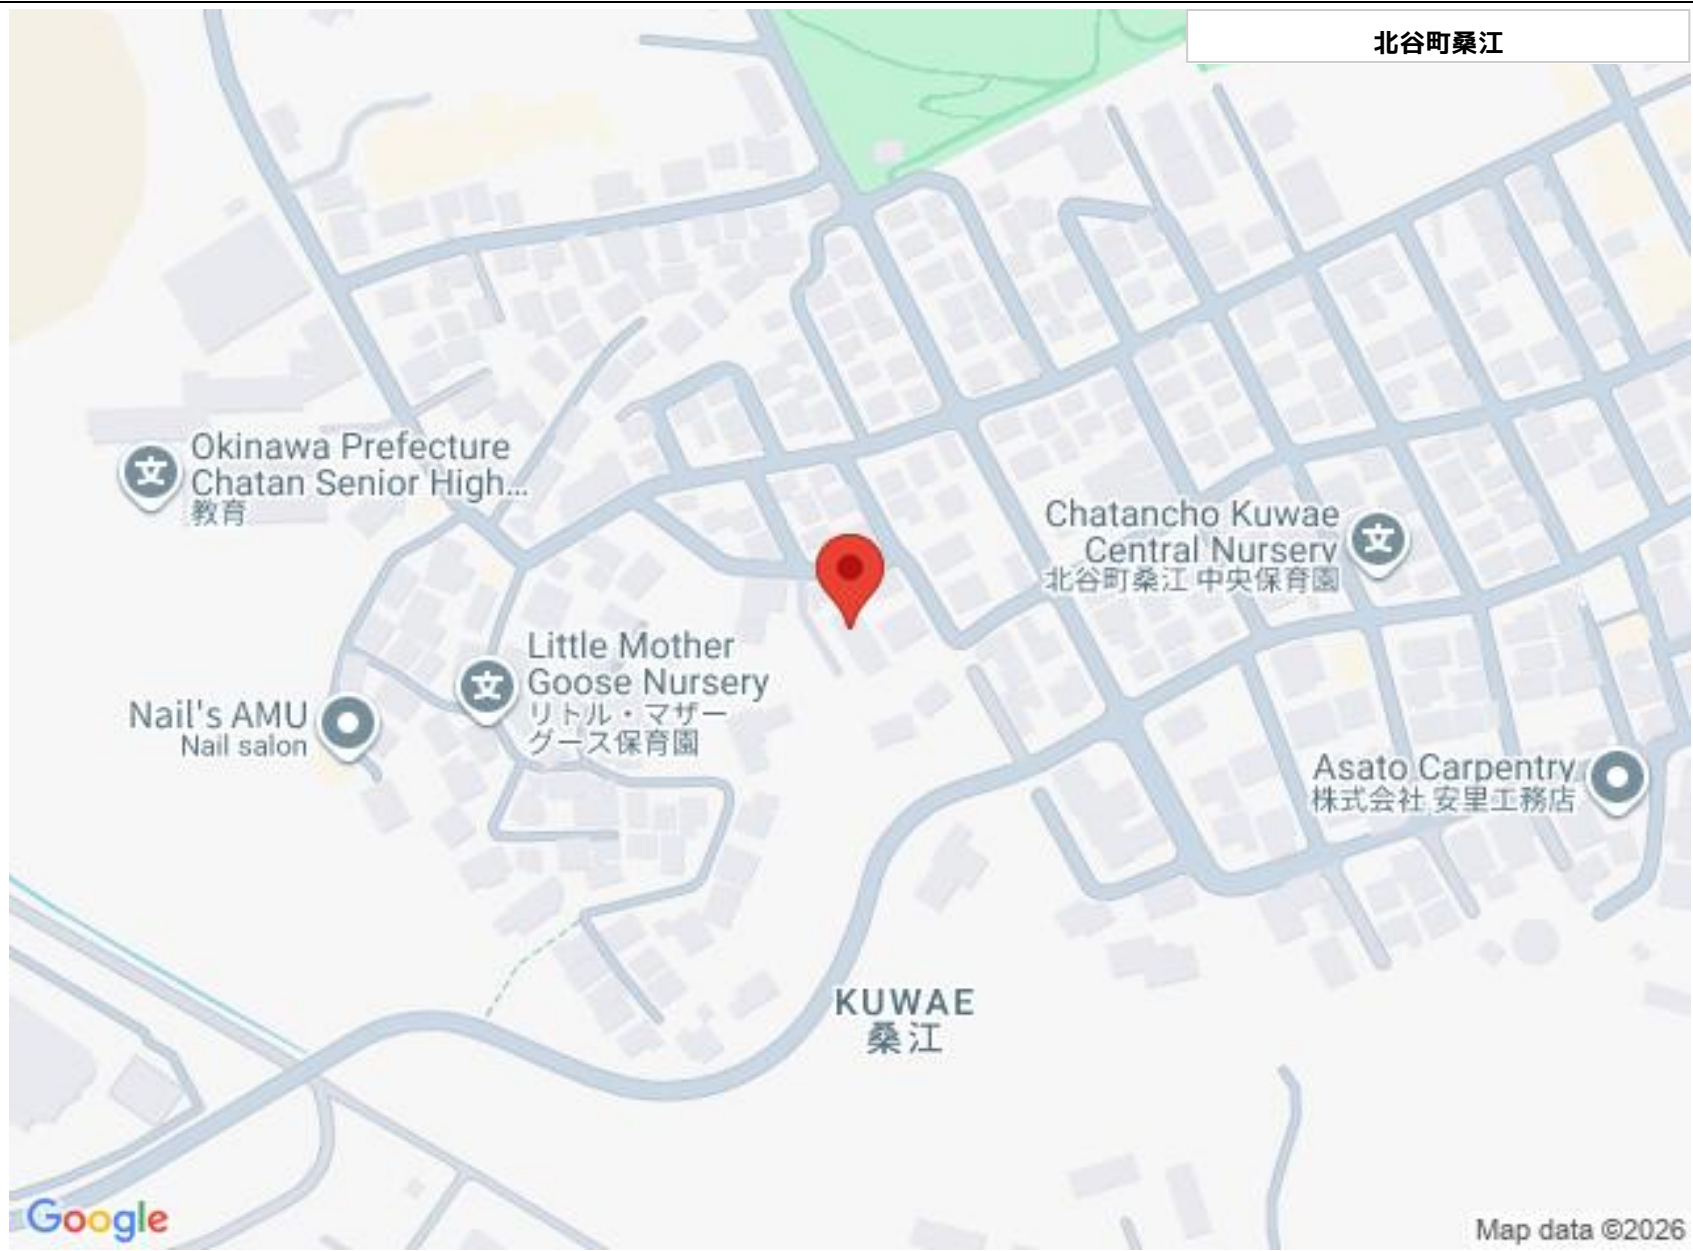 北谷町桑江
Okinawa Prefecture
Chatan Senior High...
教育
Chatancho Kuwae
Central Nursery
北谷町桑江 中央保育園
Little Mother
Goose Nursery
リトル・マザー
グース保育園
Nail's AMU
Nail salon
Asato Carpentry
株式会社 安里工務店
KUWAE
桑江
Google
Map data ©2026
文
文
文